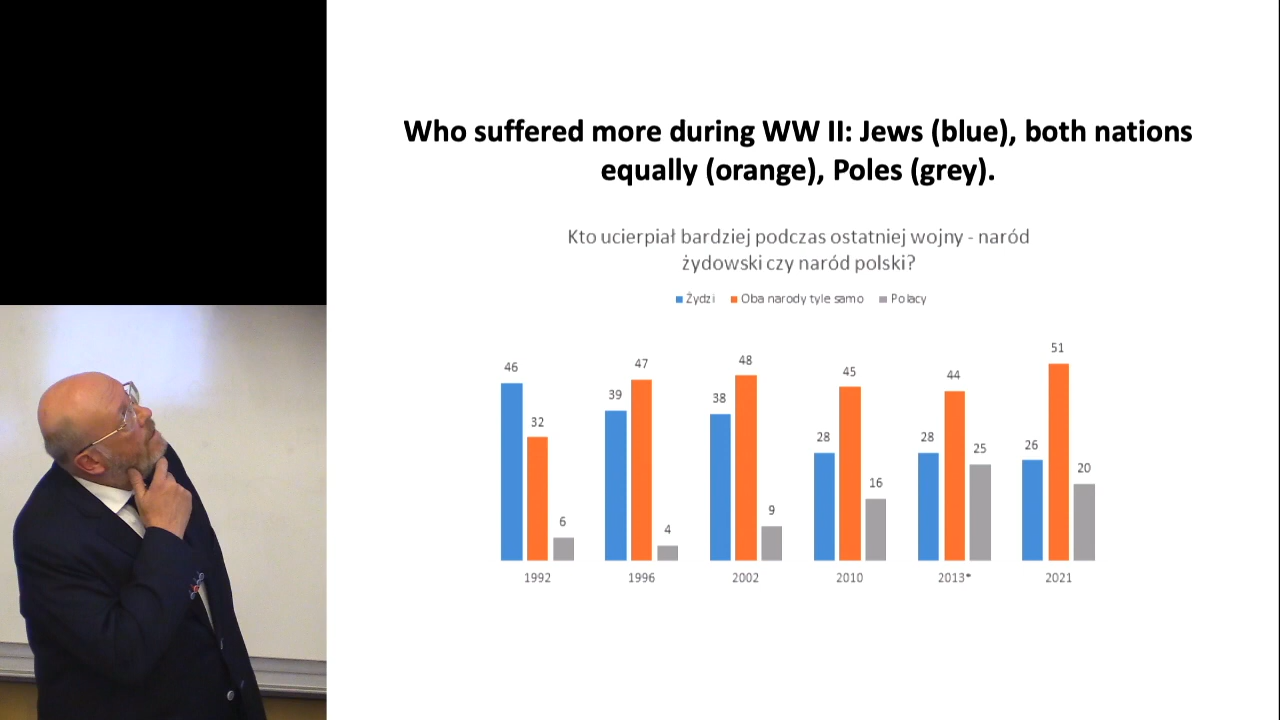 Who suffered more during WW II: Jews (blue), both nations
equally (orange), Poles (grey).
Kto ucierpiał bardziej podczas ostatniej wojny - naród
żydowski czy naród polski?
Żydzi Oba narody tyle samo Polacy
46 32 6
39 47 4
38 48 9
28 45 16
28 44 25
26 51 20
1992 1996 2002 2010 2013* 2021